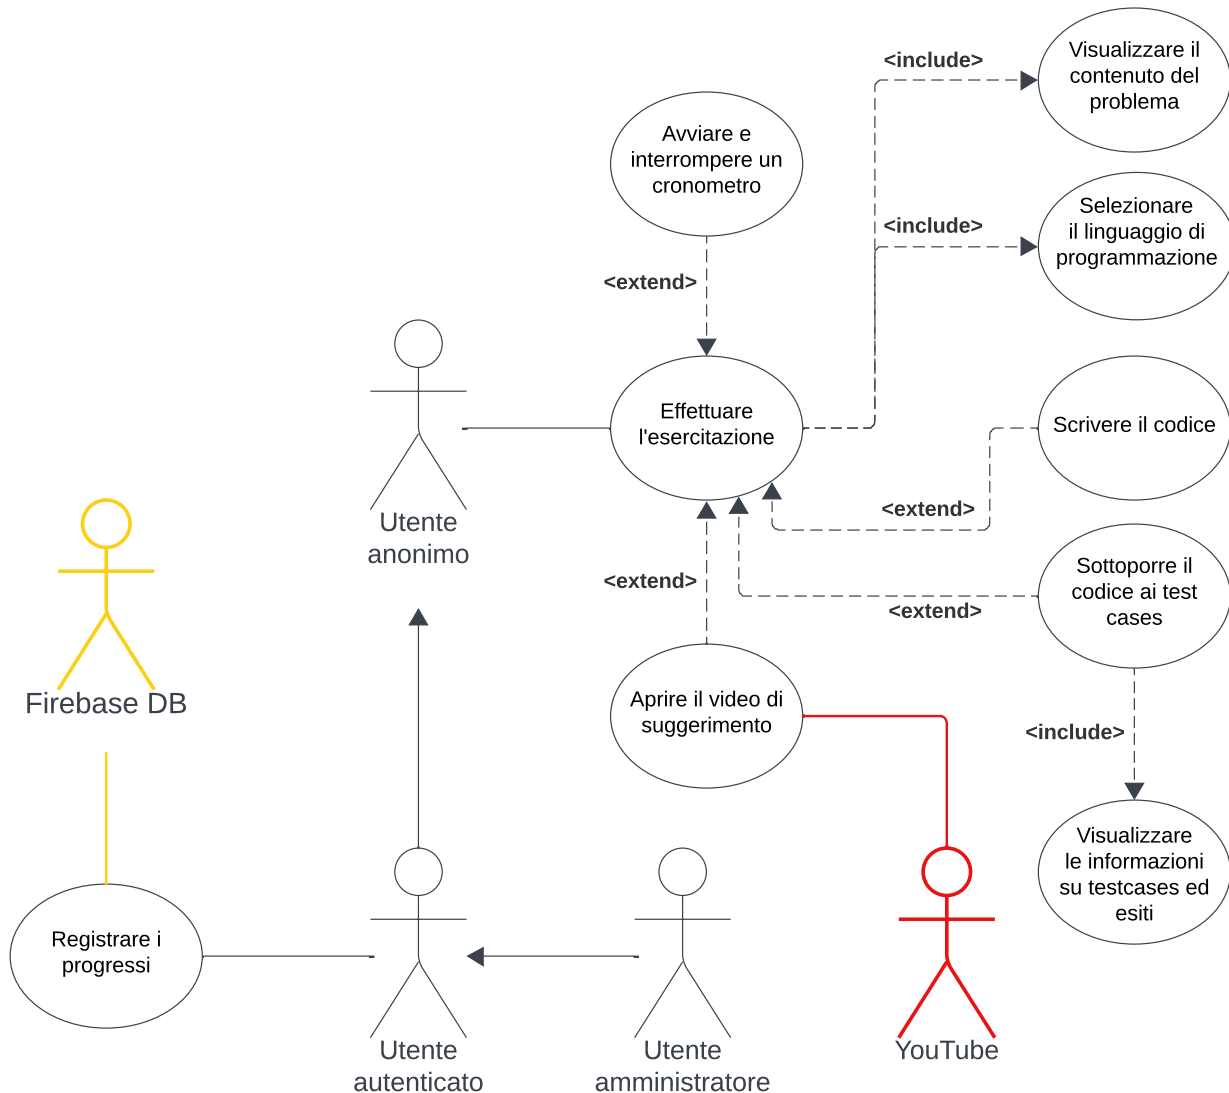 <include>
Visualizzare il
contenuto del
problema
Avviare e
interrompere un
cronometro
<include>
Selezionare
il linguaggio di
programmazione
<extend>
Effettuare
l'esercitazione
Scrivere il codice
<extend>
Utente
anonimo
<extend>
Sottoporre il
codice ai test
cases
<extend>
Firebase DB
Aprire il video di
suggerimento
<include>
Visualizzare
le informazioni
su testcases ed
esiti
Registrare i
progressi
Utente
autenticato
Utente
amministratore
YouTube